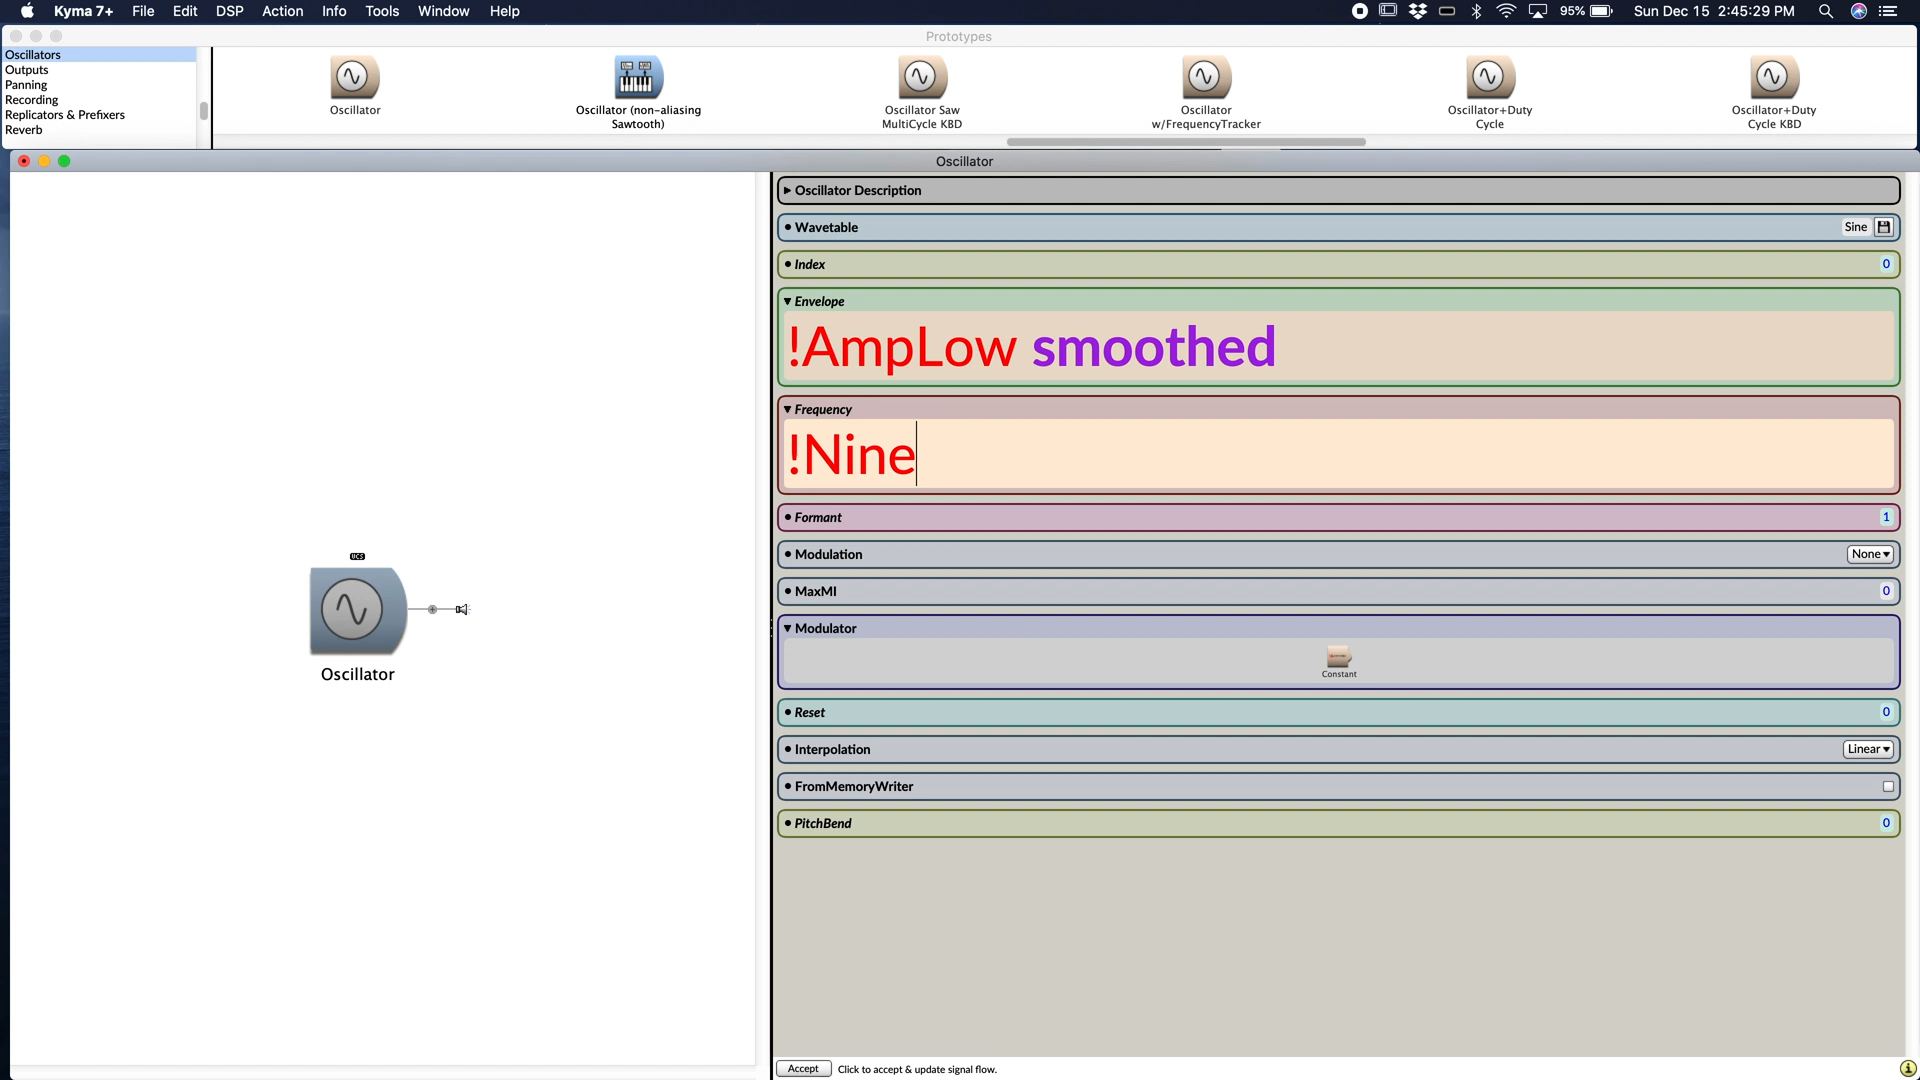 Kyma 7+ File Edit DSP Action Info Tools Window Help 95% Sun Dec 15 2:45:29 PM
Prototypes
Oscillators
Outputs
Panning
Recording
Replicators & Prefixers
Reverb
Oscillator
Oscillator (non-aliasing
Sawtooth)
Oscillator Saw
MultiCycle KBD
Oscillator
w/FrequencyTracker
Oscillator+Duty
Cycle
Oscillator+Duty
Cycle KBD
Oscillator
Oscillator
Oscillator Description
Wavetable Sine
Index 0
Envelope
!AmpLow smoothed
Frequency
!Nine
Formant 1
Modulation None
MaxMI 0
Modulator
Constant
Reset 0
Interpolation Linear
FromMemoryWriter
PitchBend 0
Accept Click to accept & update signal flow.